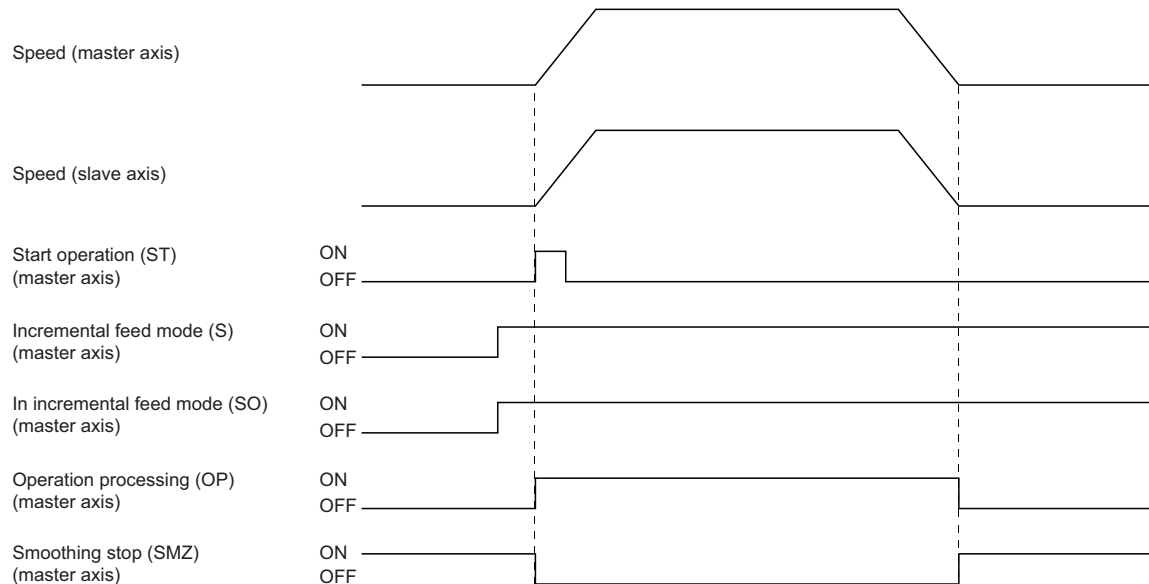 Speed (master axis)
Speed (slave axis)
Start operation (ST)
(master axis)
ON
OFF
Incremental feed mode (S)
(master axis)
ON
OFF
In incremental feed mode (SO)
(master axis)
ON
OFF
Operation processing (OP)
(master axis)
ON
OFF
Smoothing stop (SMZ)
(master axis)
ON
OFF